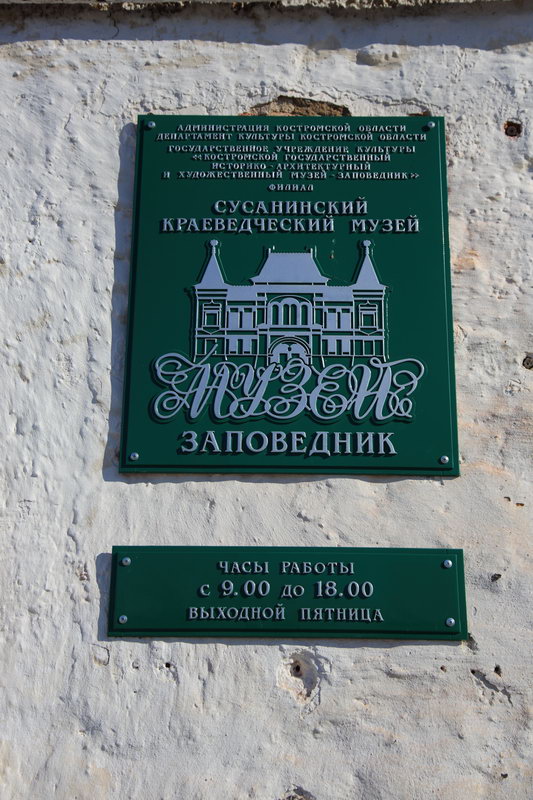 АДМИНИСТРАЦИЯ КОСТРОМСКОЙ ОБЛАСТИ
ДЕПАРТАМЕНТ КУЛЬТУРЫ КОСТРОМСКОЙ ОБЛАСТИ
ГОСУДАРСТВЕННОЕ УЧРЕЖДЕНИЕ КУЛЬТУРЫ
«КОСТРОМСКОЙ ГОСУДАРСТВЕННЫЙ
ИСТОРИКО-АРХИТЕКТУРНЫЙ
И ХУДОЖЕСТВЕННЫЙ МУЗЕЙ-ЗАПОВЕДНИК»
ФИЛИАЛ
СУСАНИНСКИЙ
КРАЕВЕДЧЕСКИЙ МУЗЕЙ
МУЗЕЙ
ЗАПОВЕДНИК
ЧАСЫ РАБОТЫ
С 9.00 ДО 18.00
ВЫХОДНОЙ ПЯТНИЦА